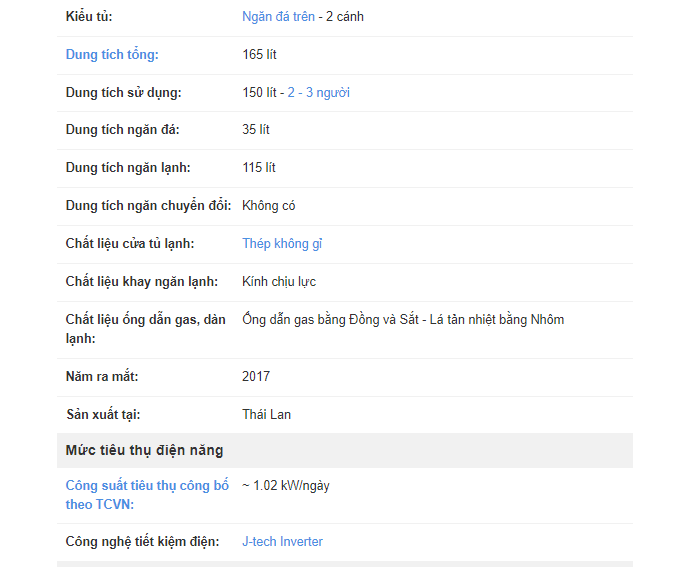 Kiểu tủ: Ngăn đá trên - 2 cánh
Dung tích tổng: 165 lít
Dung tích sử dụng: 150 lít - 2 - 3 người
Dung tích ngăn đá: 35 lít
Dung tích ngăn lạnh: 115 lít
Dung tích ngăn chuyển đổi: Không có
Chất liệu cửa tủ lạnh: Thép không gỉ
Chất liệu khay ngăn lạnh: Kính chịu lực
Chất liệu ống dẫn gas, dàn Ống dẫn gas bằng Đồng và Sắt - Lá tản nhiệt bằng Nhôm
lạnh:
Năm ra mắt: 2017
Sản xuất tại: Thái Lan
Mức tiêu thụ điện năng
Công suất tiêu thụ công bố ~ 1.02 kW/ngày
theo TCVN:
Công nghệ tiết kiệm điện: J-tech Inverter